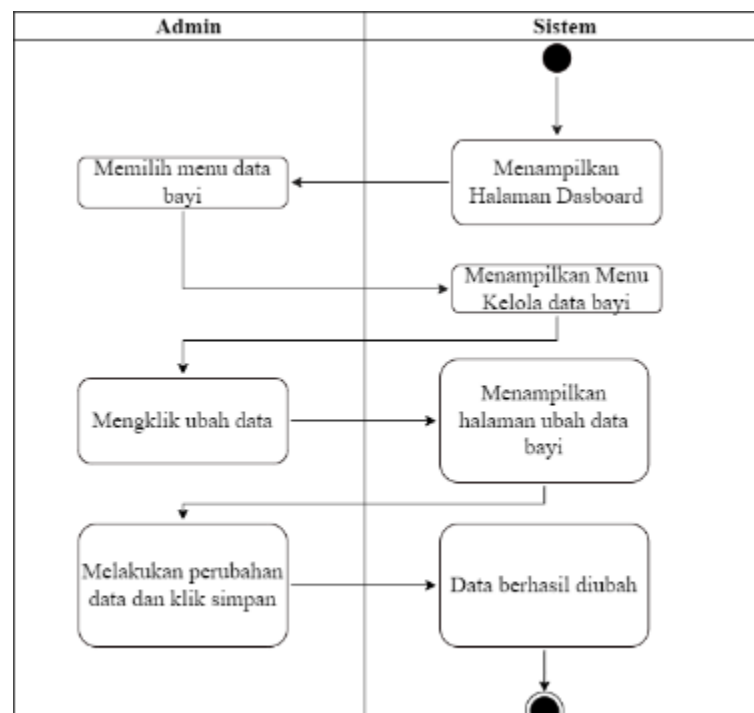 Admin
Sistem
Menampilkan
Halaman Dasboard
Memilih menu data
bayi
Menampilkan Menu
Kelola data bayi
Mengklik ubah data
Menampilkan
halaman ubah data
bayi
Melakukan perubahan
data dan klik simpan
Data berhasil diubah